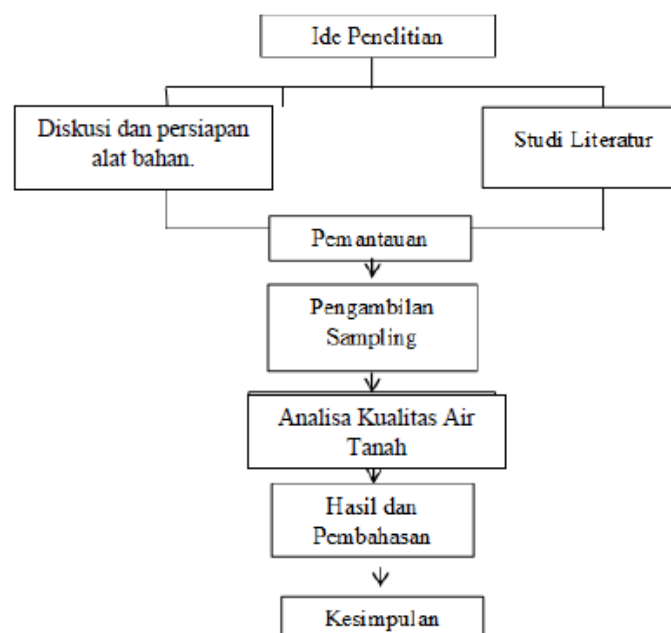 Ide Penelitian
Diskusi dan persiapan
alat bahan.
Studi Literatur
Pemantauan
Pengambilan
Sampling
Analisa Kualitas Air
Tanah
Hasil dan
Pembahasan
Kesimpulan